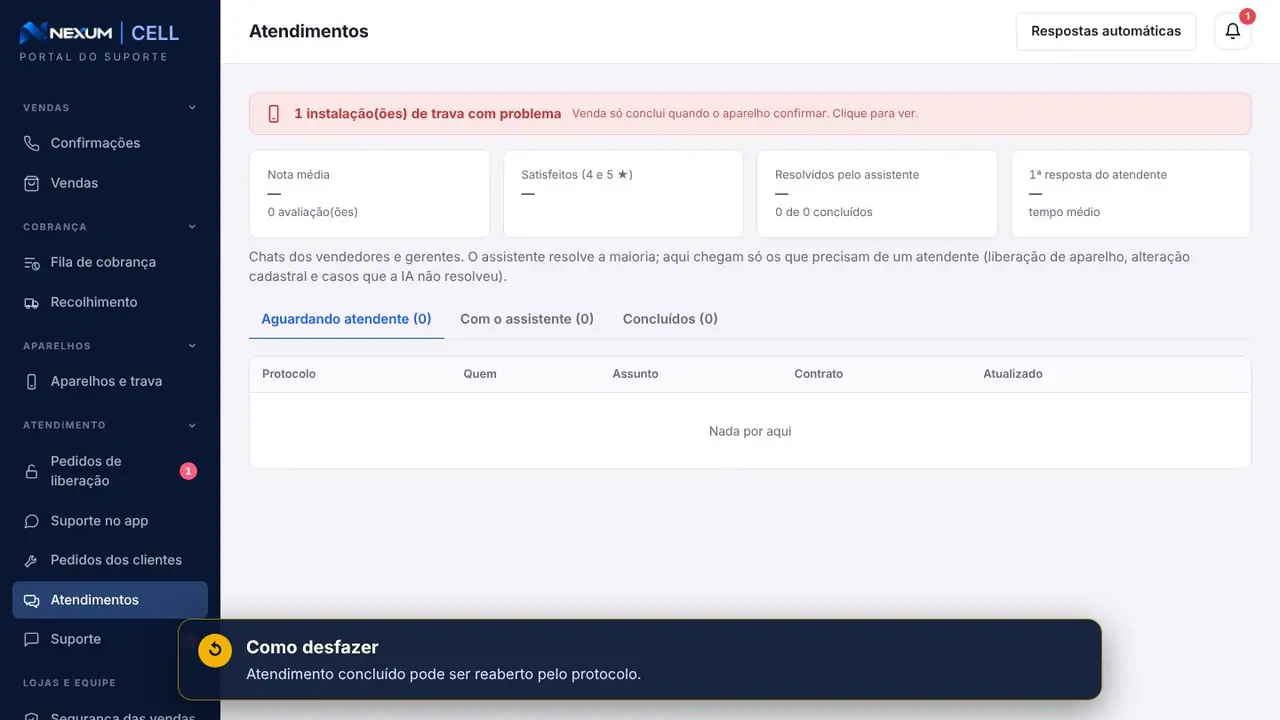 NEXUM | CELL
PORTAL DO SUPORTE
VENDAS
Confirmações
Vendas
COBRANÇA
Fila de cobrança
Recolhimento
APARELHOS
Aparelhos e trava
ATENDIMENTO
Pedidos de
liberação
1
Suporte no app
Pedidos dos clientes
Atendimentos
Suporte
LOJAS E EQUIPE
Segurança das vendas
Atendimentos
Respostas automáticas
1
1 instalação(ões) de trava com problema Venda só conclui quando o aparelho confirmar. Clique para ver.
Nota média
—
0 avaliação(ões)
Satisfeitos (4 e 5 ★)
—
Resolvidos pelo assistente
—
0 de 0 concluídos
1ª resposta do atendente
—
tempo médio
Chats dos vendedores e gerentes. O assistente resolve a maioria; aqui chegam só os que precisam de um atendente (liberação de aparelho, alteração
cadastral e casos que a IA não resolveu).
Aguardando atendente (0) Com o assistente (0) Concluídos (0)
Protocolo Quem Assunto Contrato Atualizado
Nada por aqui
Como desfazer
Atendimento concluído pode ser reaberto pelo protocolo.